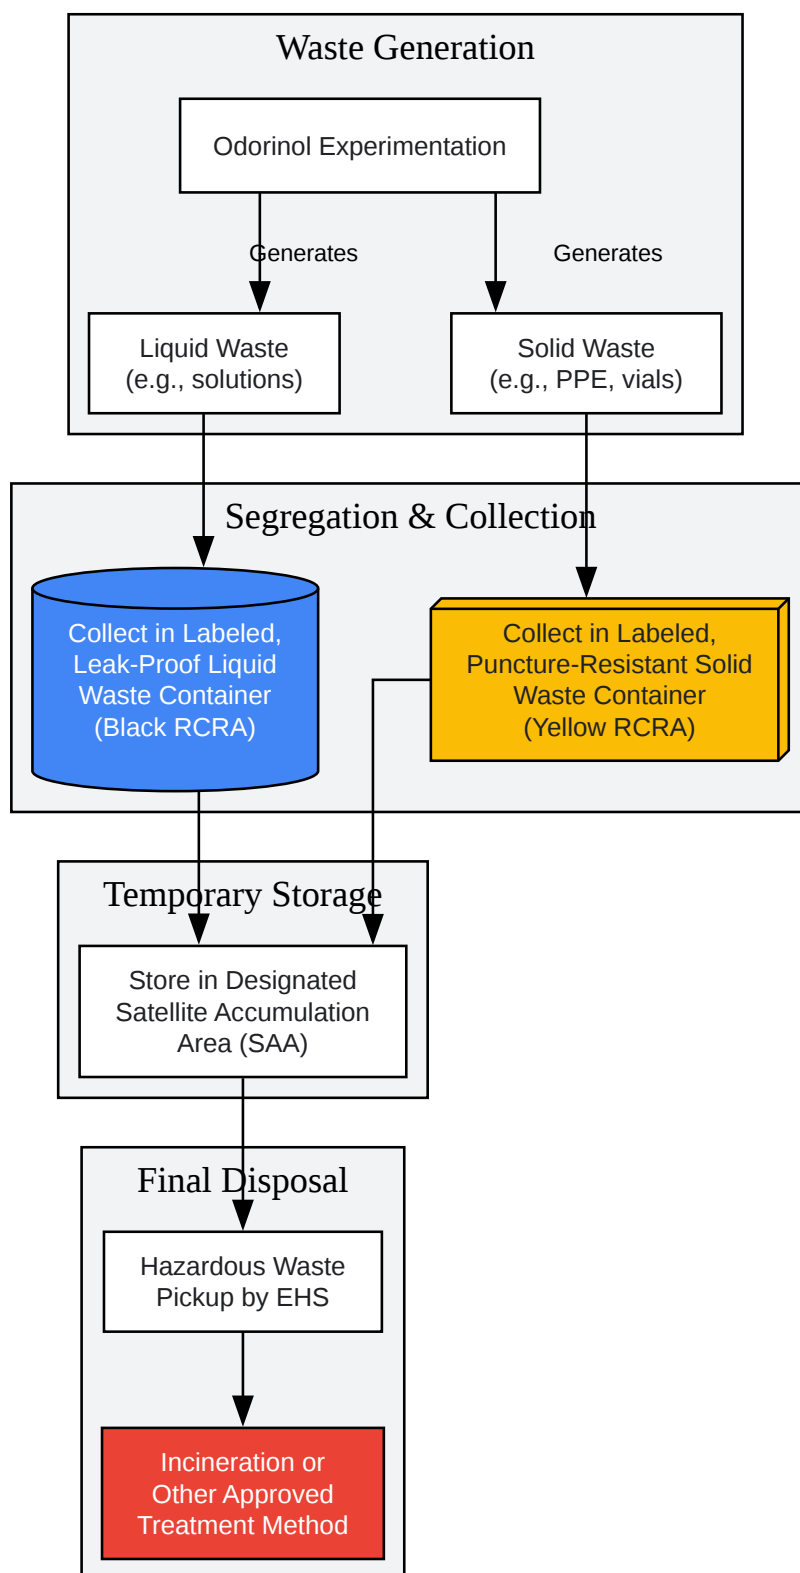 Waste Generation
Odorinol Experimentation
Generates
Generates
Liquid Waste
(e.g., solutions)
Solid Waste
(e.g., PPE, vials)
Segregation & Collection
Collect in Labeled,
Leak-Proof Liquid
Waste Container
(Black RCRA)
Collect in Labeled,
Puncture-Resistant Solid
Waste Container
(Yellow RCRA)
Temporary Storage
Store in Designated
Satellite Accumulation
Area (SAA)
Final Disposal
Hazardous Waste
Pickup by EHS
Incineration or
Other Approved
Treatment Method